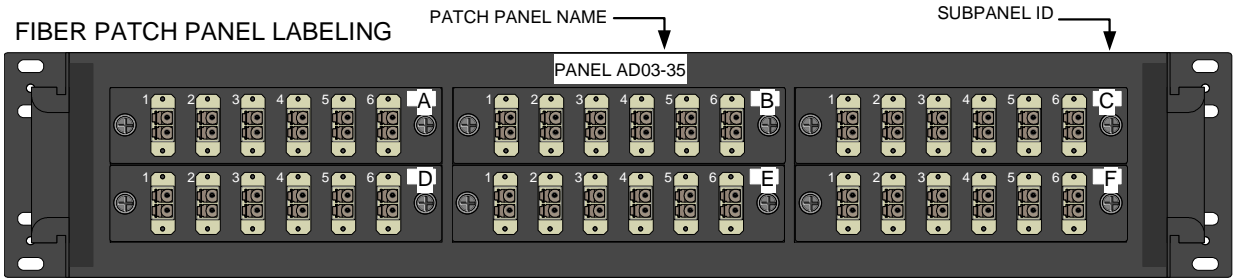 PATCH PANEL NAME
SUBPANEL ID
FIBER PATCH PANEL LABELING
PANEL AD03-35
1 2 3 4 5 6 A
1 2 3 4 5 6 B
1 2 3 4 5 6 C
1 2 3 4 5 6 D
1 2 3 4 5 6 E
1 2 3 4 5 6 F